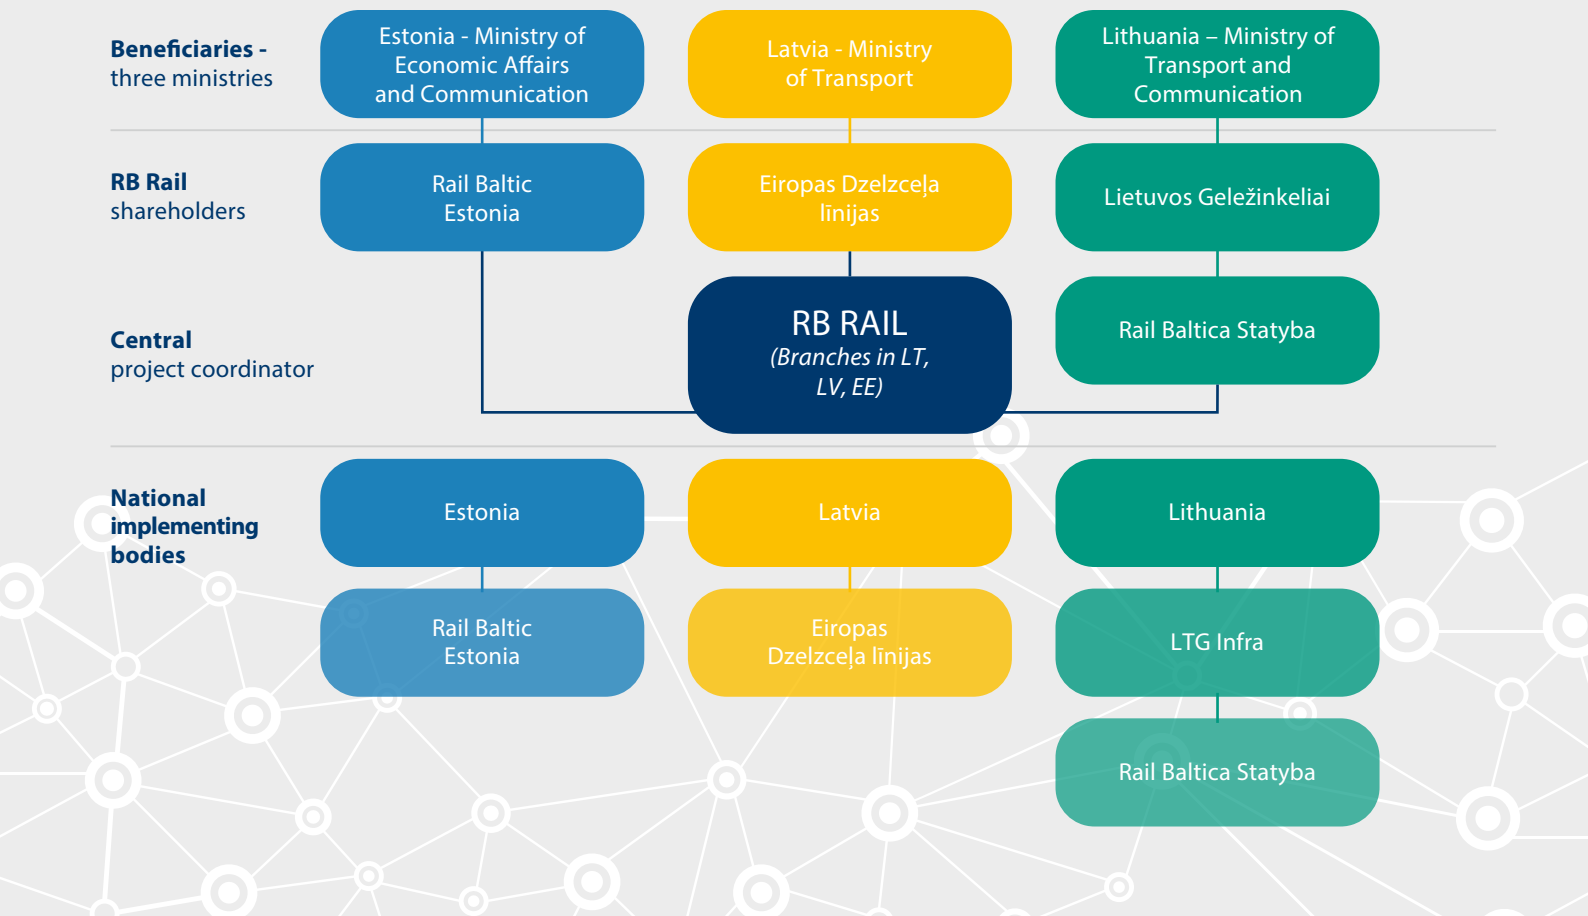 Beneficiaries -
three ministries
Estonia - Ministry of
Economic Affairs
and Communication
Latvia - Ministry
of Transport
Lithuania – Ministry of
Transport and
Communication
RB Rail
shareholders
Rail Baltic
Estonia
Eiropas Dzelzceļa
līnijas
Lietuvos Geležinkeliai
Central
project coordinator
RB RAIL
(Branches in LT,
LV, EE)
Rail Baltica Statyba
National
implementing
bodies
Estonia
Latvia
Lithuania
Rail Baltic
Estonia
Eiropas
Dzelzceļa līnijas
LTG Infra
Rail Baltica Statyba